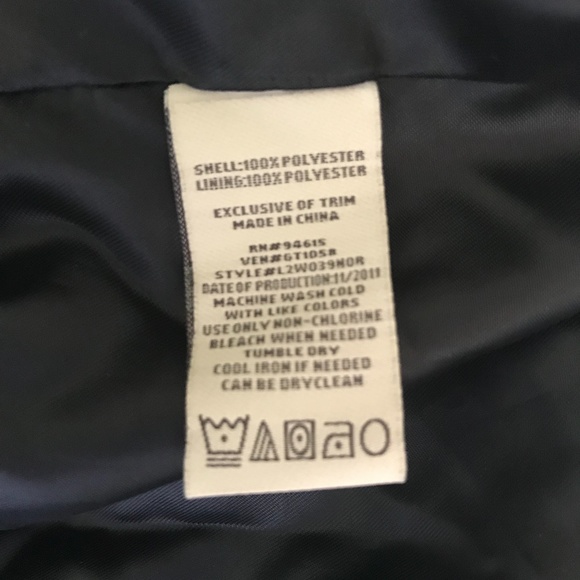 SHELL:100% POLYESTER
LINING:100% POLYESTER
EXCLUSIVE OF TRIM
MADE IN CHINA
RN#94615
VEN#GT10SR
STYLE#L2W039NOR
DATE OF PRODUCTION:11/2011
MACHINE WASH COLD
WITH LIKE COLORS
USE ONLY NON-CHLORINE
BLEACH WHEN NEEDED
TUMBLE DRY
COOL IRON IF NEEDED
CAN BE DRYCLEAN